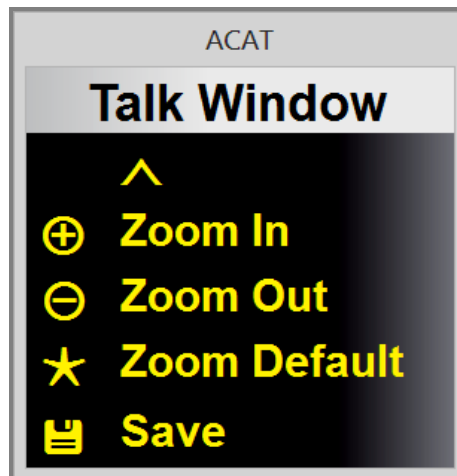 ACAT
Talk Window
Zoom In
Zoom Out
Zoom Default
Save